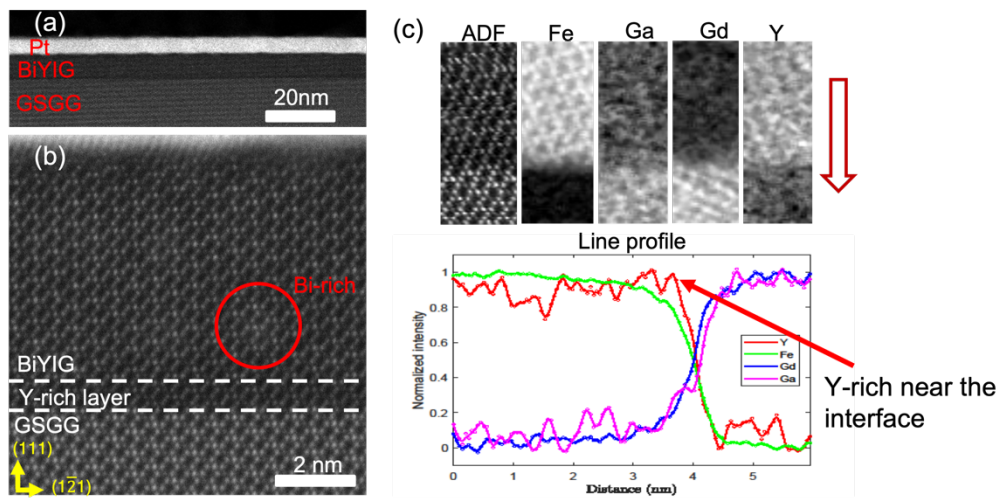 (a)
Pt
BiYIG
GSGG
20nm
(b)
Bi-rich
BiYIG
Y-rich layer
GSGG
(111)
(12̅1)
2 nm
(c)
ADF Fe Ga Gd Y
Line profile
Normalized intensity
1
0.8
0.6
0.4
0.2
0
Y
Fe
Gd
Ga
0 1 2 3 4 5
Distance (nm)
Y-rich near the
interface